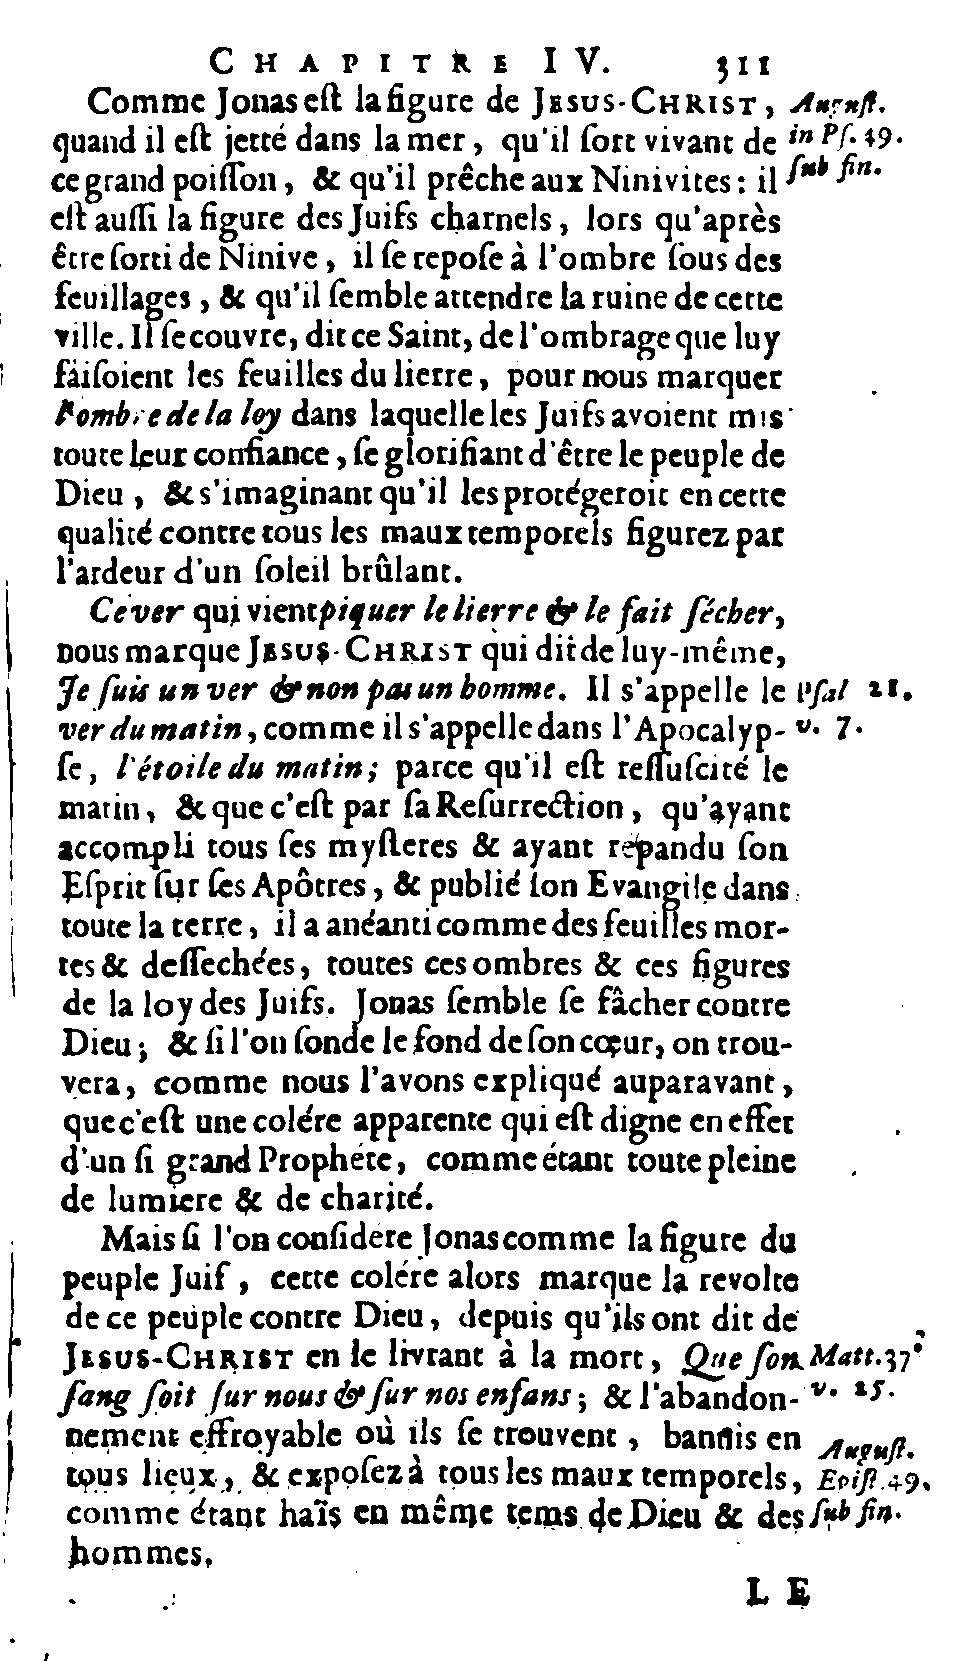 CHAPITRE IV. 311
Comme Jonas eſt la figure de JESUS-CHRIST, Auguſt.
quand il eſt jetté dans la mer, qu'il ſort vivant de in Pſ. 49.
ce grand poiſſon, & qu'il prêche aux Ninivites: il ſub fin.
eſt auſſi la figure des Juifs charnels, lors qu'après
être ſorti de Ninive, il ſe repoſe à l'ombre ſous des
feuillages, & qu'il ſemble attendre la ruine de cette
ville. Il ſe couvre, dit ce Saint, de l'ombrage que luy
faiſoient les feuilles du lierre, pour nous marquer
l'ombre de la loy dans laquelle les Juifs avoient mis
toute leur confiance, ſe glorifiant d'être le peuple de
Dieu, & s'imaginant qu'il les protégeroit en cette
qualité contre tous les maux temporels figurez par
l'ardeur d'un ſoleil brûlant.
Ce ver qui vient piquer le lierre & le fait ſécher,
nous marque JESUS-CHRIST qui dit de luy-même,
Je ſuis un ver & non pas un homme. Il s'appelle le Pſal 21.
ver du matin, comme il s'appelle dans l'Apocalyp- v. 7.
ſe, l'étoile du matin; parce qu'il eſt reſſuſcité le
matin, & que c'eſt par ſa Reſurrection, qu'ayant
accompli tous ſes myſteres & ayant répandu ſon
Eſprit ſur ſes Apôtres, & publié ſon Evangile dans
toute la terre, il a anéanti comme des feuilles mor-
tes & deſſechées, toutes ces ombres & ces figures
de la loy des Juifs. Jonas ſemble ſe fâcher contre
Dieu; & ſi l'on ſonde le fond de ſon cœur, on trou-
vera, comme nous l'avons expliqué auparavant,
que c'eſt une colére apparente qui eſt digne en effet
d'un ſi grand Prophéte, comme étant toute pleine
de lumiere & de charité.
Mais ſi l'on conſidere Jonas comme la figure du
peuple Juif, cette colére alors marque la revolte
de ce peuple contre Dieu, depuis qu'ils ont dit de
JESUS-CHRIST en le livrant à la mort, Que ſon Matt. 37.
ſang ſoit ſur nous & ſur nos enfans; & l'abandon- v. 25.
nement effroyable où ils ſe trouvent, bannis en Auguſt.
tous lieux, & expoſez à tous les maux temporels, Epiſt. 49.
comme étant haïs en même tems de Dieu & des ſub fin.
hommes.
LE